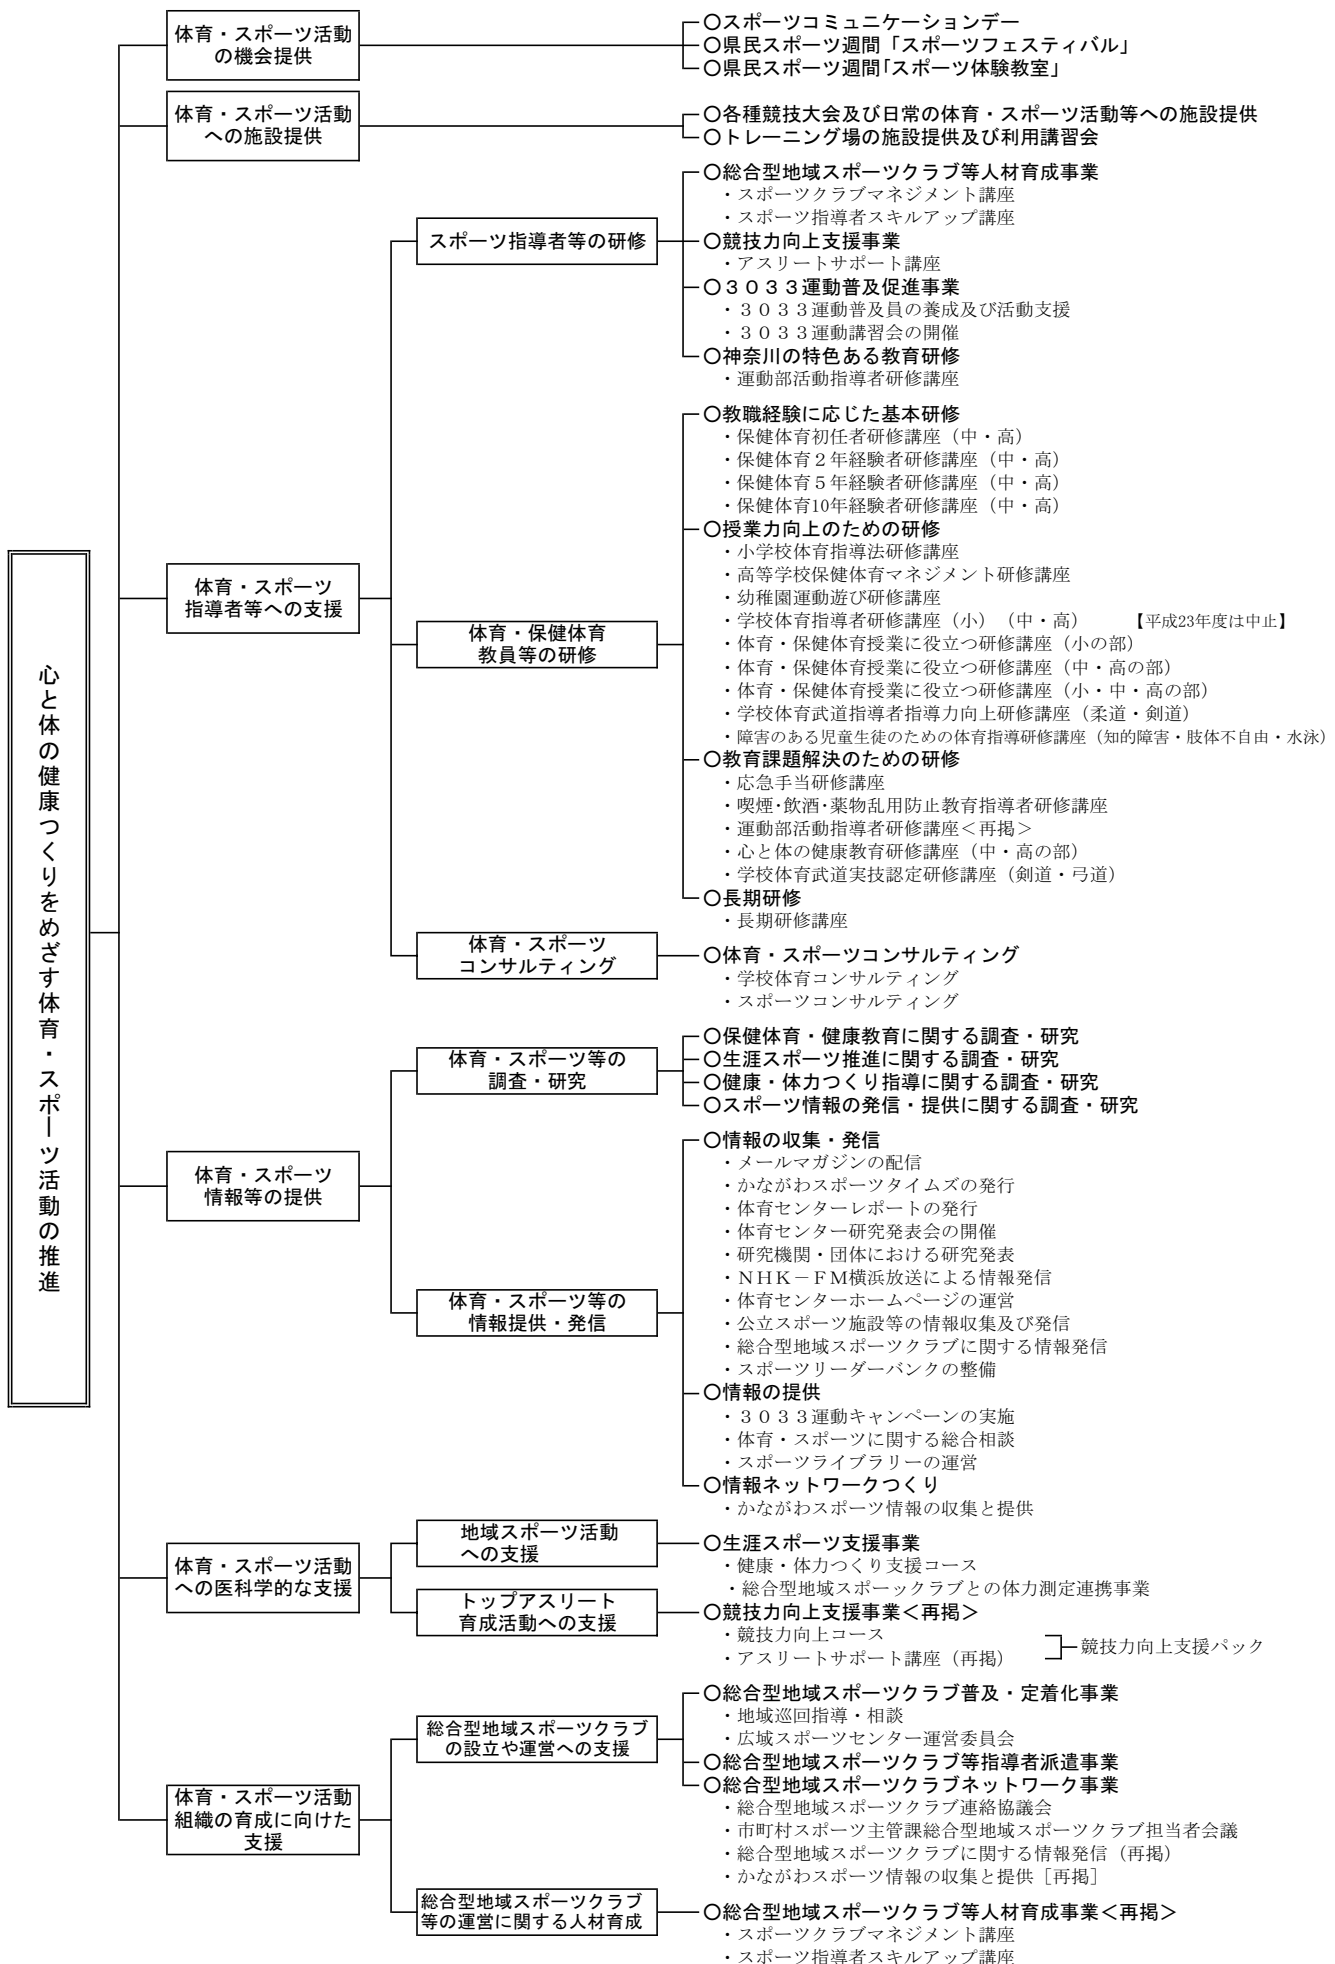 心と体の健康つくりをめざす体育・スポーツ活動の推進
体育・スポーツ活動
の機会提供
○スポーツコミュニケーションデー
○県民スポーツ週間「スポーツフェスティバル」
○県民スポーツ週間「スポーツ体験教室」
体育・スポーツ活動
への施設提供
○各種競技大会及び日常の体育・スポーツ活動等への施設提供
○トレーニング場の施設提供及び利用講習会
体育・スポーツ
指導者等への支援
スポーツ指導者等の研修
○総合型地域スポーツクラブ等人材育成事業
・スポーツクラブマネジメント講座
・スポーツ指導者スキルアップ講座
○競技力向上支援事業
・アスリートサポート講座
○３０３３運動普及促進事業
・３０３３運動普及員の養成及び活動支援
・３０３３運動講習会の開催
○神奈川の特色ある教育研修
・運動部活動指導者研修講座
体育・保健体育
教員等の研修
○教職経験に応じた基本研修
・保健体育初任者研修講座（中・高）
・保健体育２年経験者研修講座（中・高）
・保健体育５年経験者研修講座（中・高）
・保健体育10年経験者研修講座（中・高）
○授業力向上のための研修
・小学校体育指導法研修講座
・高等学校保健体育マネジメント研修講座
・幼稚園運動遊び研修講座
・学校体育指導者研修講座（小）（中・高）　【平成23年度は中止】
・体育・保健体育授業に役立つ研修講座（小の部）
・体育・保健体育授業に役立つ研修講座（中・高の部）
・体育・保健体育授業に役立つ研修講座（小・中・高の部）
・学校体育武道指導者指導力向上研修講座（柔道・剣道）
・障害のある児童生徒のための体育指導研修講座（知的障害・肢体不自由・水泳）
○教育課題解決のための研修
・応急手当研修講座
・喫煙・飲酒・薬物乱用防止教育指導者研修講座
・運動部活動指導者研修講座＜再掲＞
・心と体の健康教育研修講座（中・高の部）
・学校体育武道実技認定研修講座（剣道・弓道）
○長期研修
・長期研修講座
体育・スポーツ
コンサルティング
○体育・スポーツコンサルティング
・学校体育コンサルティング
・スポーツコンサルティング
体育・スポーツ
情報等の提供
体育・スポーツ等の
調査・研究
○保健体育・健康教育に関する調査・研究
○生涯スポーツ推進に関する調査・研究
○健康・体力つくり指導に関する調査・研究
○スポーツ情報の発信・提供に関する調査・研究
体育・スポーツ等の
情報提供・発信
○情報の収集・発信
・メールマガジンの配信
・かながわスポーツタイムズの発行
・体育センターレポートの発行
・体育センター研究発表会の開催
・研究機関・団体における研究発表
・ＮＨＫ－ＦＭ横浜放送による情報発信
・体育センターホームページの運営
・公立スポーツ施設等の情報収集及び発信
・総合型地域スポーツクラブに関する情報発信
・スポーツリーダーバンクの整備
○情報の提供
・３０３３運動キャンペーンの実施
・体育・スポーツに関する総合相談
・スポーツライブラリーの運営
○情報ネットワークつくり
・かながわスポーツ情報の収集と提供
体育・スポーツ活動
への医科学的な支援
地域スポーツ活動
への支援
○生涯スポーツ支援事業
・健康・体力つくり支援コース
・総合型地域スポーックラブとの体力測定連携事業
トップアスリート
育成活動への支援
○競技力向上支援事業＜再掲＞
・競技力向上コース
・アスリートサポート講座（再掲）
競技力向上支援パック
体育・スポーツ活動
組織の育成に向けた
支援
総合型地域スポーツクラブ
の設立や運営への支援
○総合型地域スポーツクラブ普及・定着化事業
・地域巡回指導・相談
・広域スポーツセンター運営委員会
○総合型地域スポーツクラブ等指導者派遣事業
○総合型地域スポーツクラブネットワーク事業
・総合型地域スポーツクラブ連絡協議会
・市町村スポーツ主管課総合型地域スポーツクラブ担当者会議
・総合型地域スポーツクラブに関する情報発信（再掲）
・かながわスポーツ情報の収集と提供［再掲］
総合型地域スポーツクラブ
等の運営に関する人材育成
○総合型地域スポーツクラブ等人材育成事業＜再掲＞
・スポーツクラブマネジメント講座
・スポーツ指導者スキルアップ講座